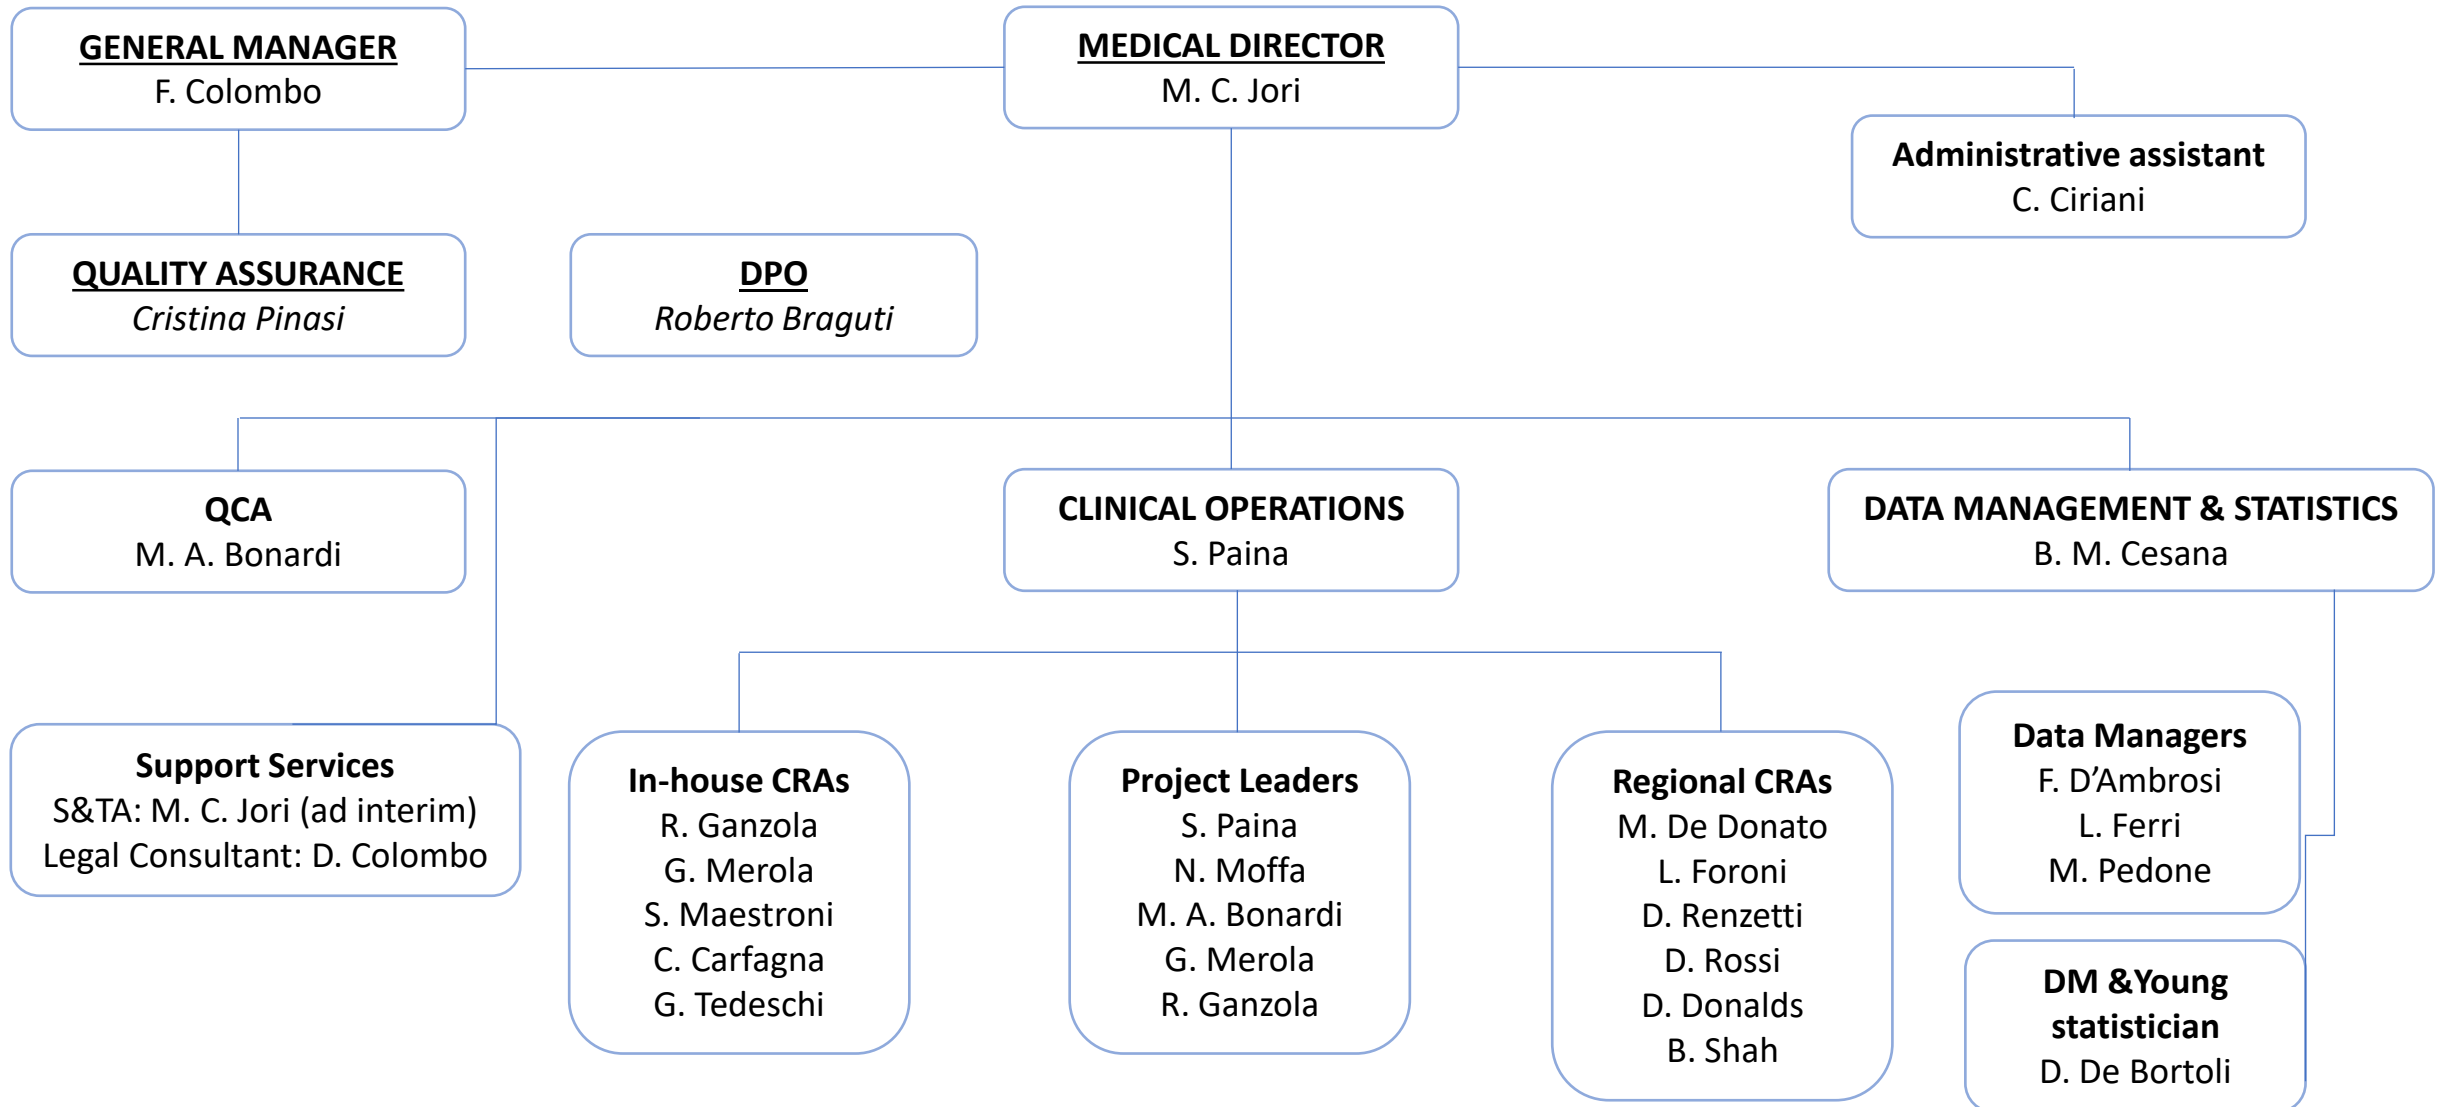 GENERAL MANAGER
F. Colombo
MEDICAL DIRECTOR
M. C. Jori
Administrative assistant
C. Ciriani
QUALITY ASSURANCE
Cristina Pinasi
DPO
Roberto Braguti
QCA
M. A. Bonardi
CLINICAL OPERATIONS
S. Paina
DATA MANAGEMENT & STATISTICS
B. M. Cesana
Support Services
S&TA: M. C. Jori (ad interim)
Legal Consultant: D. Colombo
In-house CRAs
R. Ganzola
G. Merola
S. Maestroni
C. Carfagna
G. Tedeschi
Project Leaders
S. Paina
N. Moffa
M. A. Bonardi
G. Merola
R. Ganzola
Regional CRAs
M. De Donato
L. Foroni
D. Renzetti
D. Rossi
D. Donalds
B. Shah
Data Managers
F. D’Ambrosi
L. Ferri
M. Pedone
DM &Young
statistician
D. De Bortoli